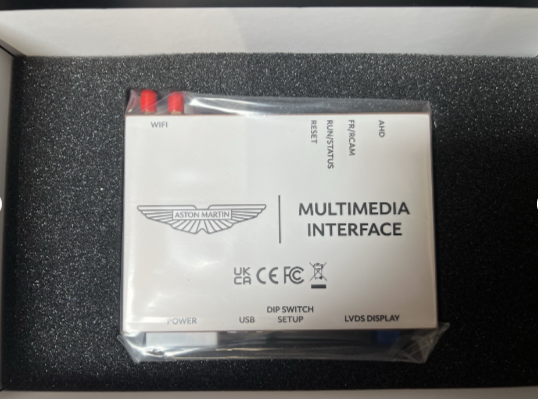 WIFI
RESET
RUN/STATUS
FR/RCAM
AHD
ASTON MARTIN
MULTIMEDIA
INTERFACE
UK
CA CE FC
POWER
USB
DIP SWITCH
SETUP
LVDS DISPLAY